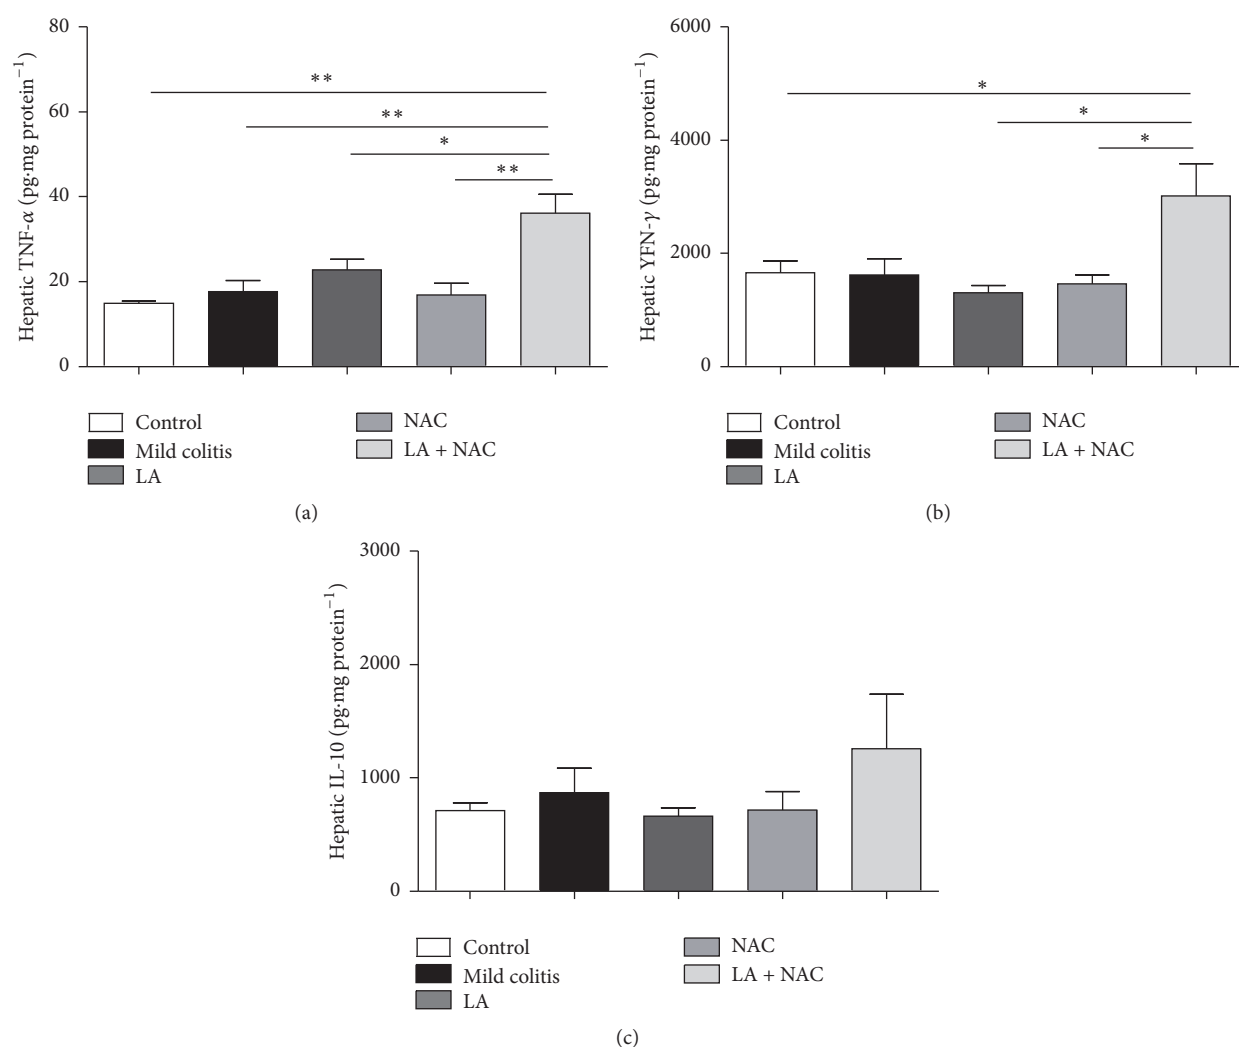 Hepatic TNF-α (pg·mg protein⁻¹)
80
60
40
20
0
**
**
*
**
Control
Mild colitis
LA
NAC
LA + NAC
(a)
Hepatic YFN-γ (pg·mg protein⁻¹)
6000
4000
2000
0
*
*
*
Control
Mild colitis
LA
NAC
LA + NAC
(b)
Hepatic IL-10 (pg·mg protein⁻¹)
3000
2000
1000
0
Control
Mild colitis
LA
NAC
LA + NAC
(c)